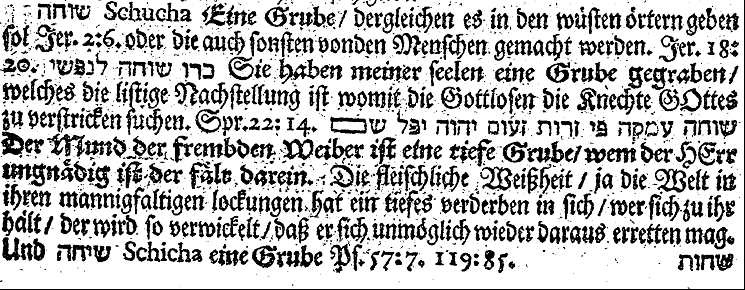 שוחה Schucha Eine Grube/ dergleichen es in den wüsten örtern geben
sol Jer. 2:6. oder die auch sonsten von den Menschen gemacht werden. Jer. 18:
20. כרו שוחה לנפשי Sie haben meiner seelen eine Grube gegraben/
welches die listige Nachstellung ist womit die Gottlosen die Knechte GOttes
zu verstricken suchen. Spr. 22:14. שוחה עמקה פי זרות זעום יהוה יפל שם
Der Mund der frembden Weiber ist eine tiefe Grube/ wem der HErr
ungnädig ist der fält darein. Die fleischliche Weißheit/ ja die Welt in
ihren mannigfaltigen lockungen hat ein tiefes verderben in sich/ wer sich zu ihr
hält/ der wird so verwickelt/ daß er sich unmöglich wieder daraus erretten mag.
Und שיחה Schicha eine Grube Ps. 57:7. 119:85.
שחות